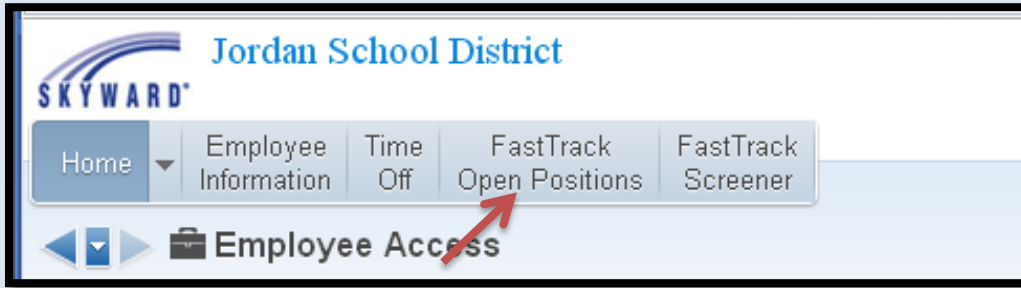 Jordan School District
SKYWARD
Home
Employee Information
Time Off
FastTrack Open Positions
FastTrack Screener
Employee Access